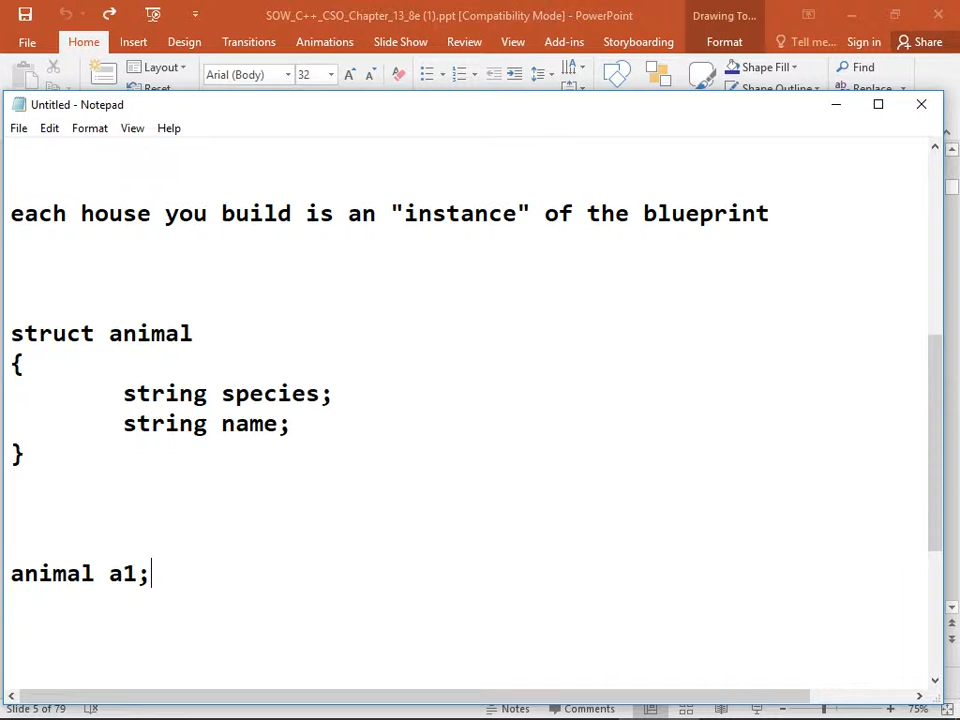 SOW_C++_CSO_Chapter_13_8e (1).ppt [Compatibility Mode] - PowerPoint
Drawing To...
File Home Insert Design Transitions Animations Slide Show Review View Add-ins Storyboarding Format Tell me... Sign in Share
Layout Arial (Body) 32 A A Shape Fill Find
Reset Shape Outline Replace
Untitled - Notepad
File Edit Format View Help
each house you build is an "instance" of the blueprint
struct animal
{
string species;
string name;
}
animal a1;
Slide 5 of 79 Notes Comments 75%